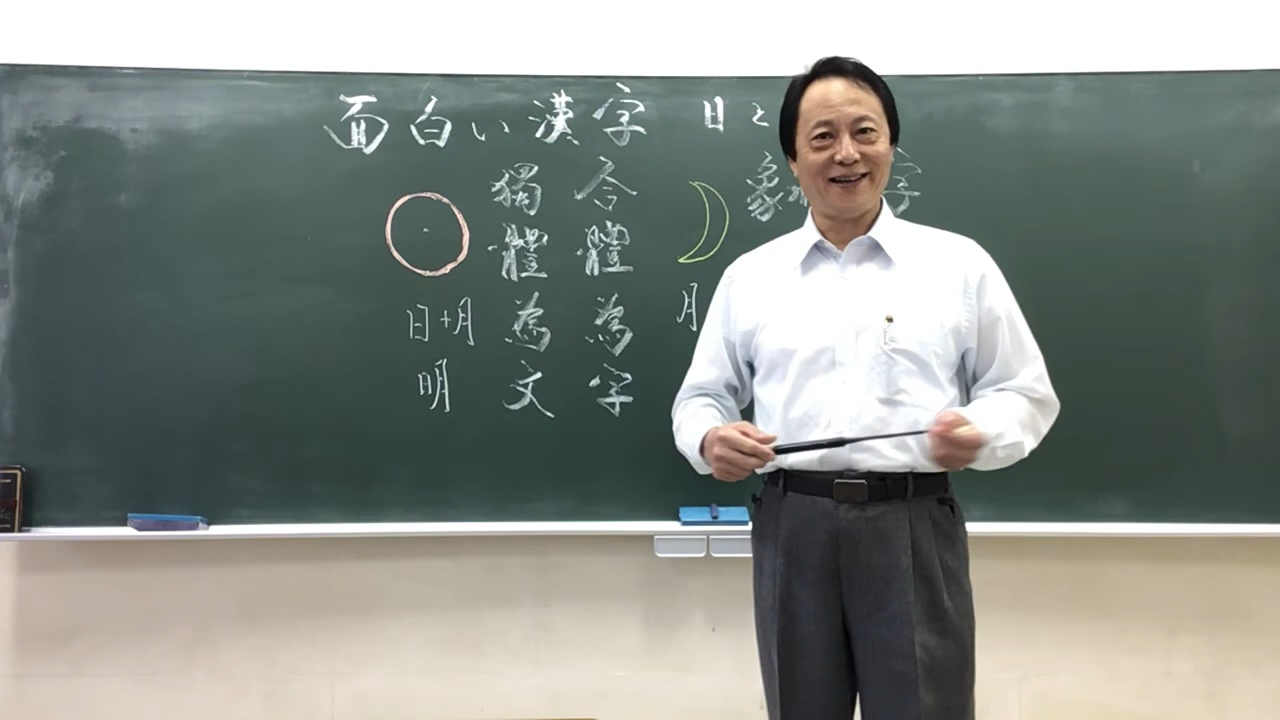 面白い漢字 日と
象 字
合體為字
獨體為文
日+月
明
月